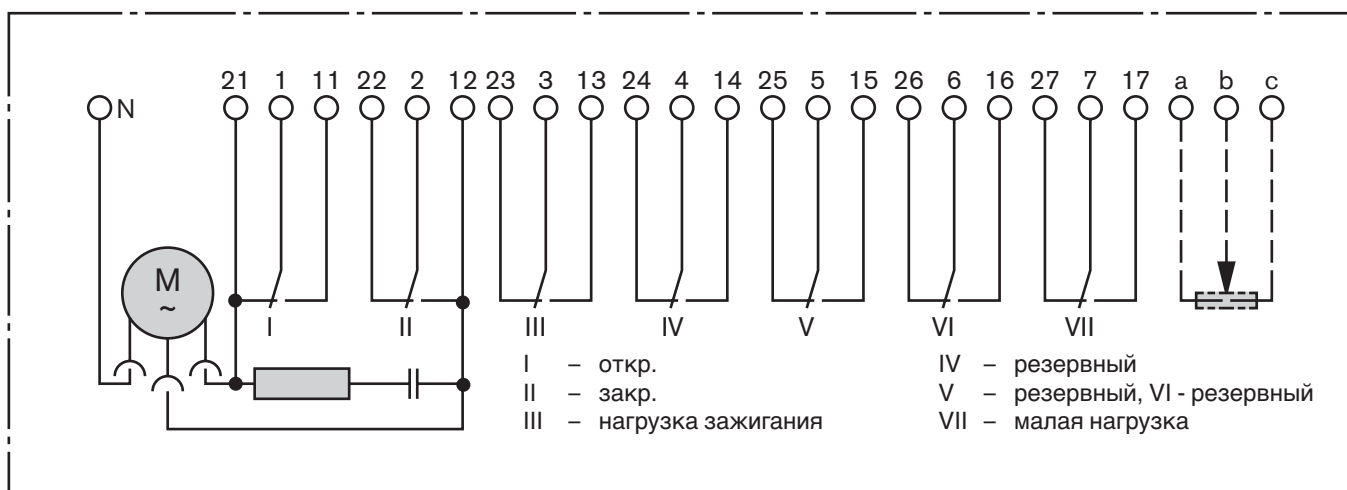 21 1 11 22 2 12 23 3 13 24 4 14 25 5 15 26 6 16 27 7 17 a b c
N
M
~
I II III IV V VI VII
I – откр.
II – закр.
III – нагрузка зажигания
IV – резервный
V – резервный, VI - резервный
VII – малая нагрузка